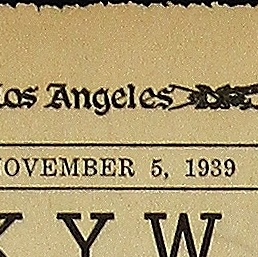 Los Angeles
NOVEMBER 5, 1939
K Y W